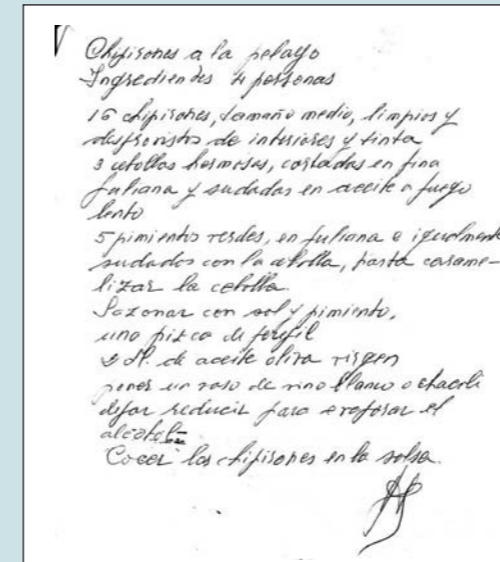 Chipirones a la pelayo
Ingredientes 4 personas
16 chipirones, tamaño medio, limpios y
desprovistos de interiores y tinta
3 cebollas hermosas, cortadas en fina
juliana y sudadas en aceite a fuego
lento
5 pimientos verdes, en juliana e igualmente
sudados con la cebolla, hasta carame-
lizar la cebolla.
Sazonar con sal y pimiento,
una pizca de perejil
dl. de aceite oliva virgen
poner un vaso de vino blanco o chacoli
dejar reducir para evaporar el
alcohol
Cocer los chipirones en la salsa.